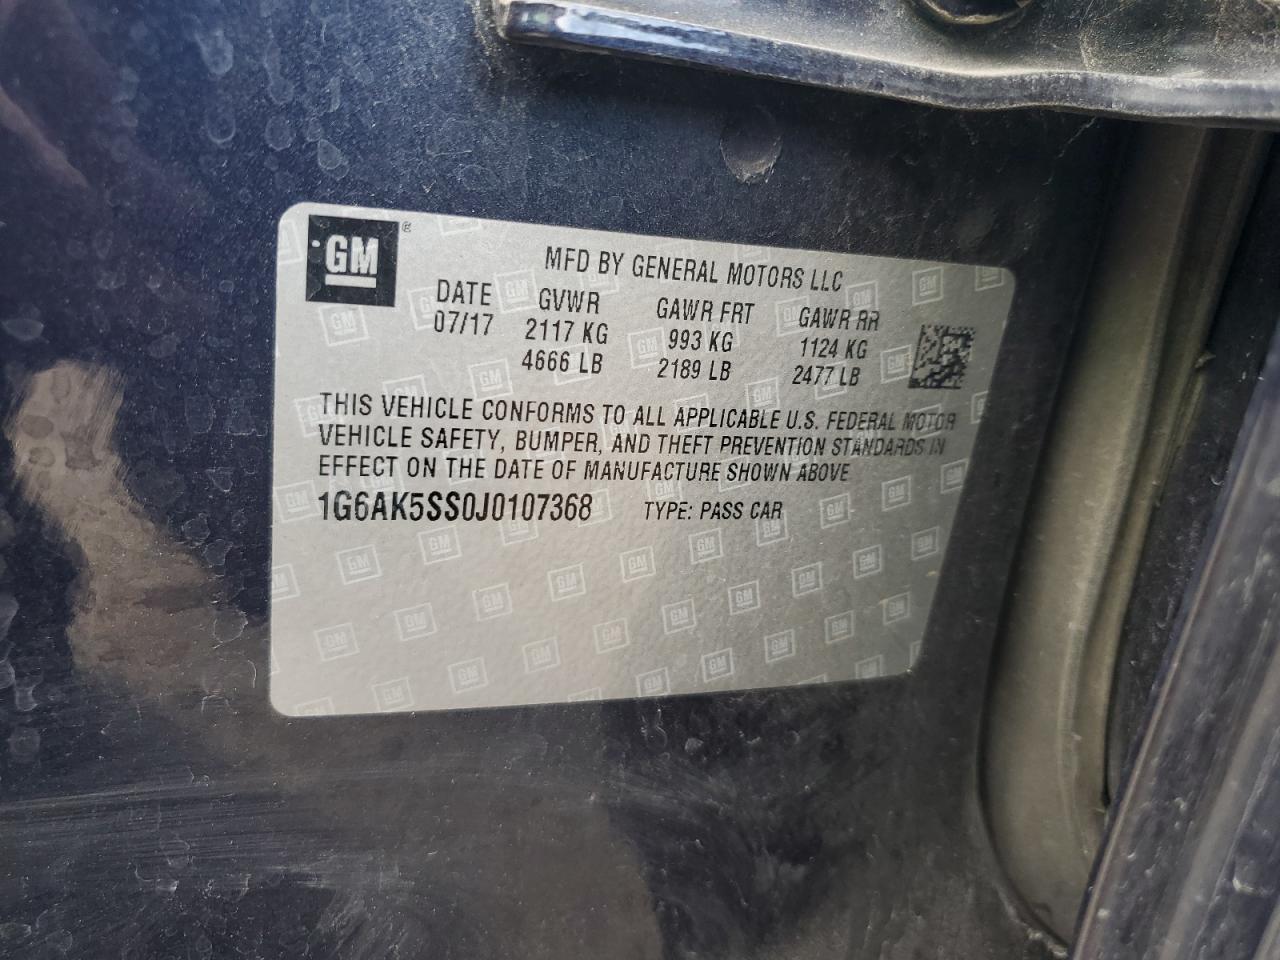 GM ®
MFD BY GENERAL MOTORS LLC
DATE GVWR GAWR FRT GAWR RR
07/17 2117 KG 993 KG 1124 KG
4666 LB 2189 LB 2477 LB
THIS VEHICLE CONFORMS TO ALL APPLICABLE U.S. FEDERAL MOTOR
VEHICLE SAFETY, BUMPER, AND THEFT PREVENTION STANDARDS IN
EFFECT ON THE DATE OF MANUFACTURE SHOWN ABOVE
1G6AK5SS0J0107368 TYPE: PASS CAR